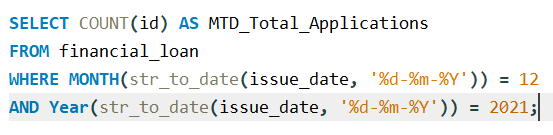 SELECT COUNT(id) AS MTD_Total_Applications
FROM financial_loan
WHERE MONTH(str_to_date(issue_date, '%d-%m-%Y')) = 12
AND Year(str_to_date(issue_date, '%d-%m-%Y')) = 2021;